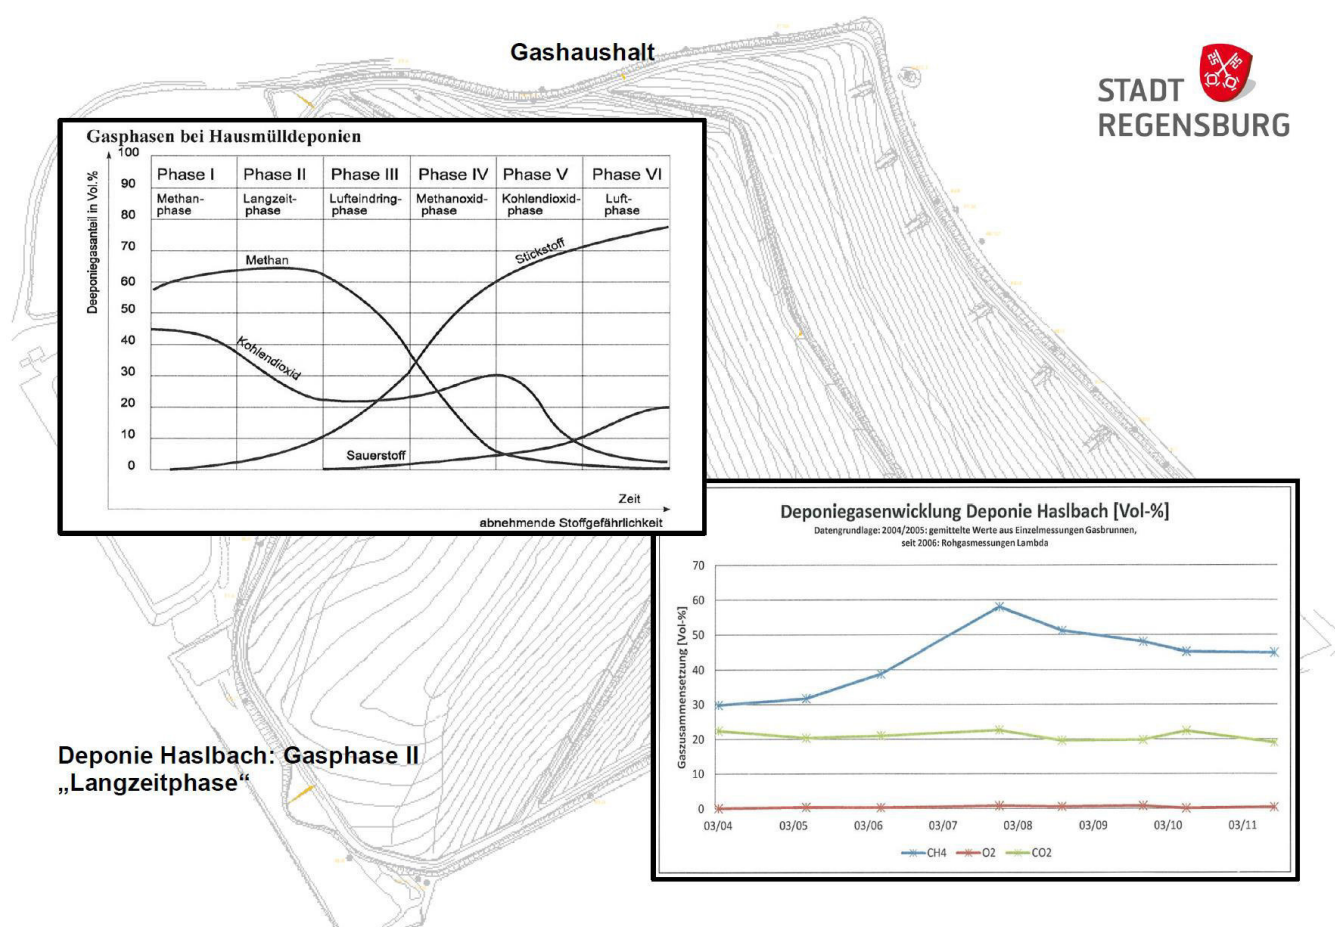 Gashaushalt
STADT
REGENSBURG
Gasphasen bei Hausmülldeponien
Deeponiegasanteil in Vol.%
100
90
80
70
60
50
40
30
20
10
0
Phase I Phase II Phase III Phase IV Phase V Phase VI
Methan- Langzeit- Lufteindring- Methanoxid- Kohlendioxid- Luft-
phase phase phase phase phase phase
Stickstoff
Methan
Kohlendioxid
Sauerstoff
Zeit
abnehmende Stoffgefährlichkeit
Deponiegasenwicklung Deponie Haslbach [Vol-%]
Datengrundlage: 2004/2005: gemittelte Werte aus Einzelmessungen Gasbrunnen,
seit 2006: Rohgasmessungen Lambda
Gaszusammensetzung [Vol-%]
70
60
50
40
30
20
10
0
03/04 03/05 03/06 03/07 03/08 03/09 03/10 03/11
CH4 O2 CO2
Deponie Haslbach: Gasphase II
„Langzeitphase“